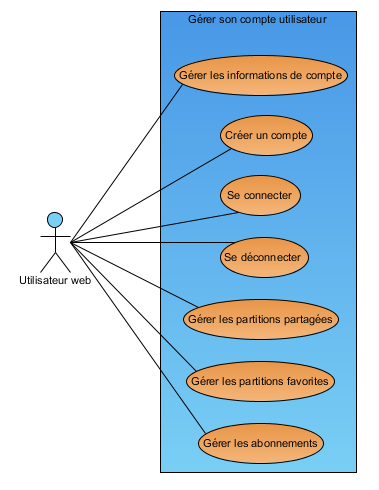 Gérer son compte utilisateur
Gérer les informations de compte
Créer un compte
Se connecter
Se déconnecter
Utilisateur web
Gérer les partitions partagées
Gérer les partitions favorites
Gérer les abonnements